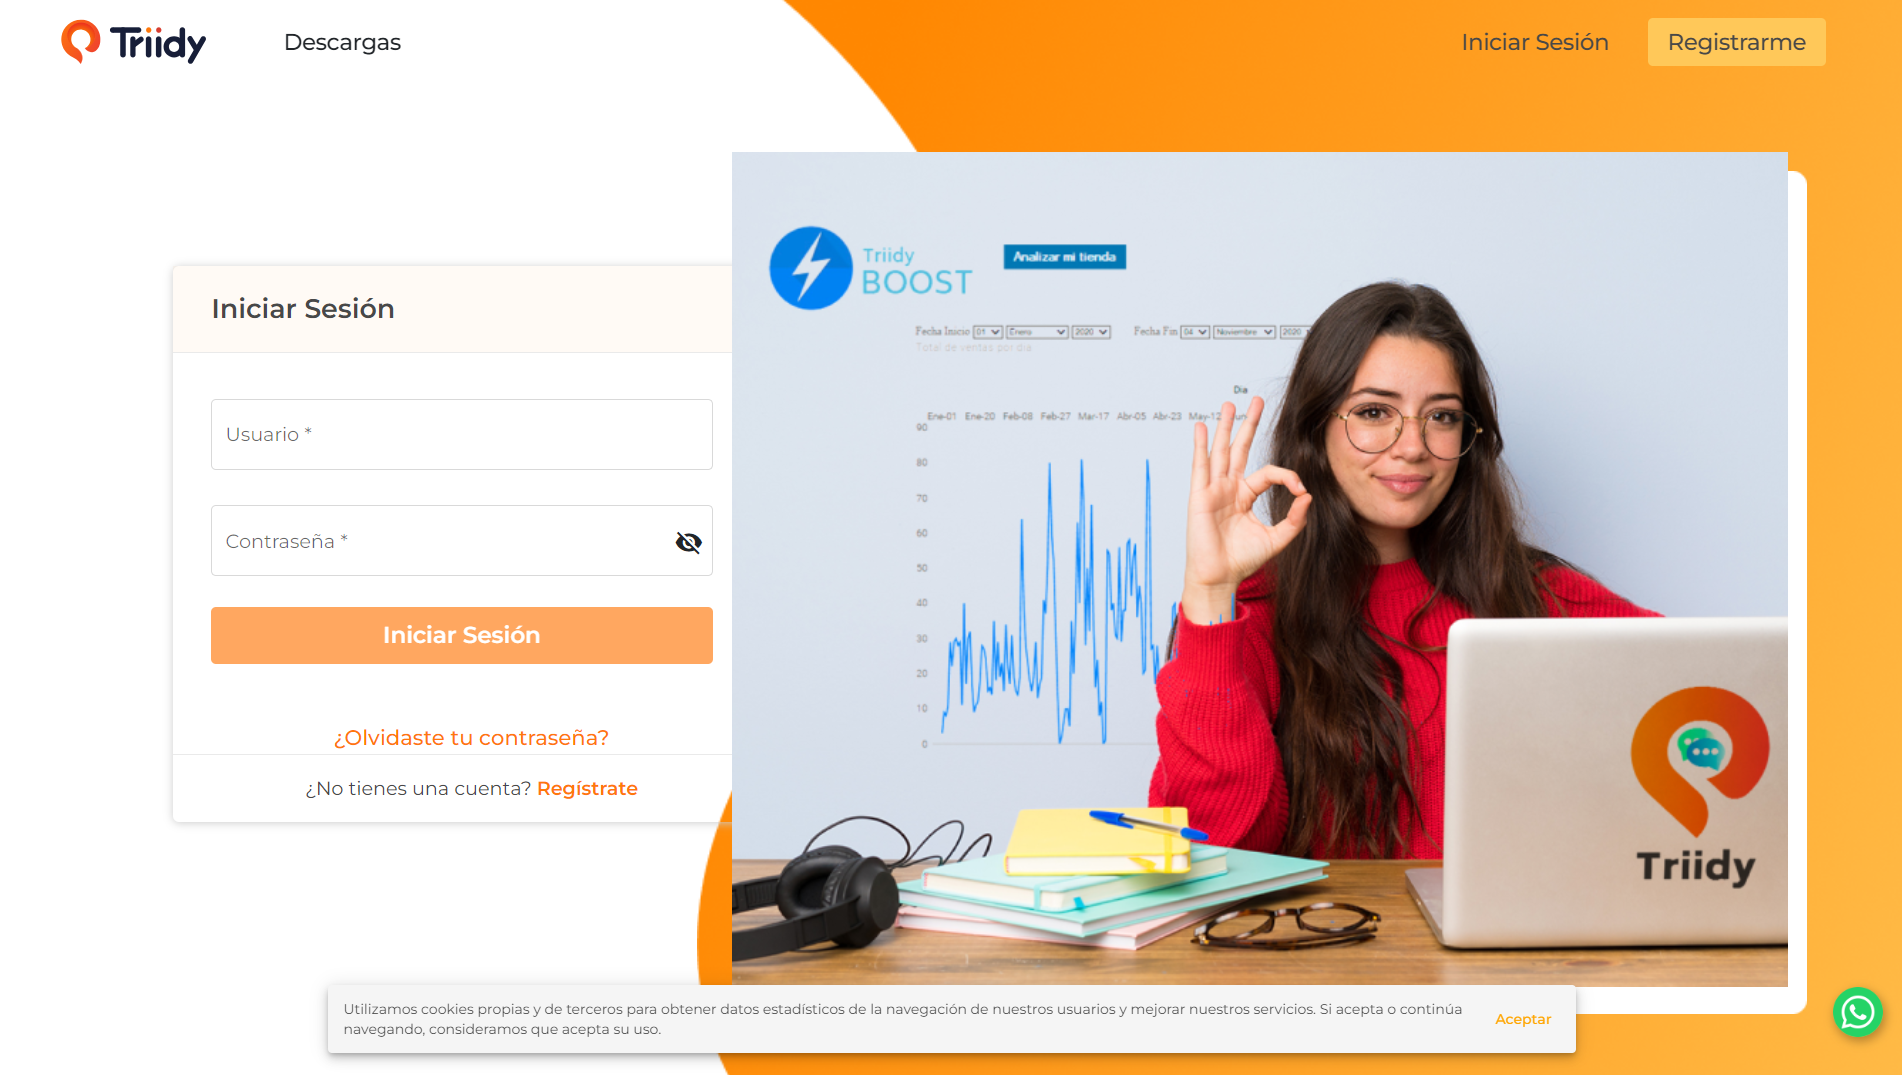 Triidy
Descargas
Iniciar Sesión
Registrarme
Iniciar Sesión
Usuario *
Contraseña *
Iniciar Sesión
¿Olvidaste tu contraseña?
¿No tienes una cuenta? Regístrate
Triidy
BOOST
Analizar mi tienda
Fecha Inicio 01 Enero 2020 Fecha Fin 04 Noviembre 2020
Total de ventas por dia
Dia
Ene-01 Ene-20 Feb-08 Feb-27 Mar-17 Abr-05 Abr-23 May-12 Jun-
90
80
70
60
50
40
30
20
10
0
Triidy
Utilizamos cookies propias y de terceros para obtener datos estadísticos de la navegación de nuestros usuarios y mejorar nuestros servicios. Si acepta o continúa
navegando, consideramos que acepta su uso.
Aceptar